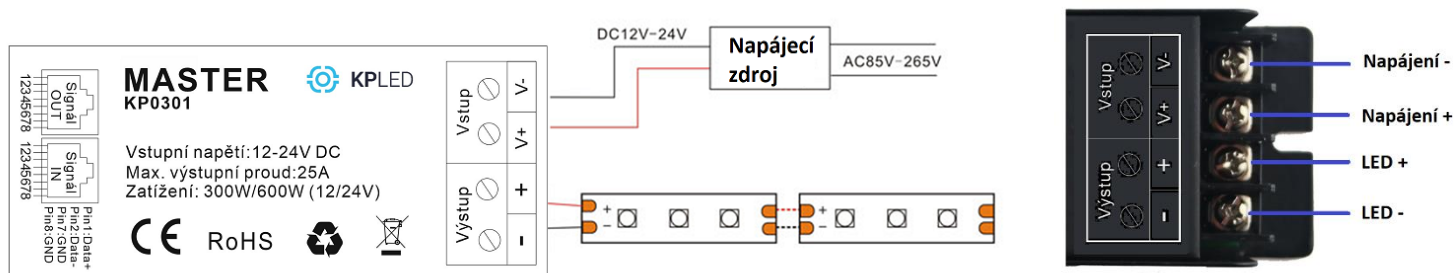 12345678
Signál
OUT
12345678
Signál
IN
Pin1:Data+
Pin2:Data-
Pin7:GND
Pin8:GND
MASTER
KP0301
KPLED
Vstupní napětí:12-24V DC
Max. výstupní proud:25A
Zatížení: 300W/600W (12/24V)
CE RoHS
Vstup
V-
V+
Výstup
+
-
DC12V-24V
Napájecí
zdroj
AC85V-265V
+
-
+
-
Vstup
V-
V+
Výstup
+
-
Napájení -
Napájení +
LED +
LED -